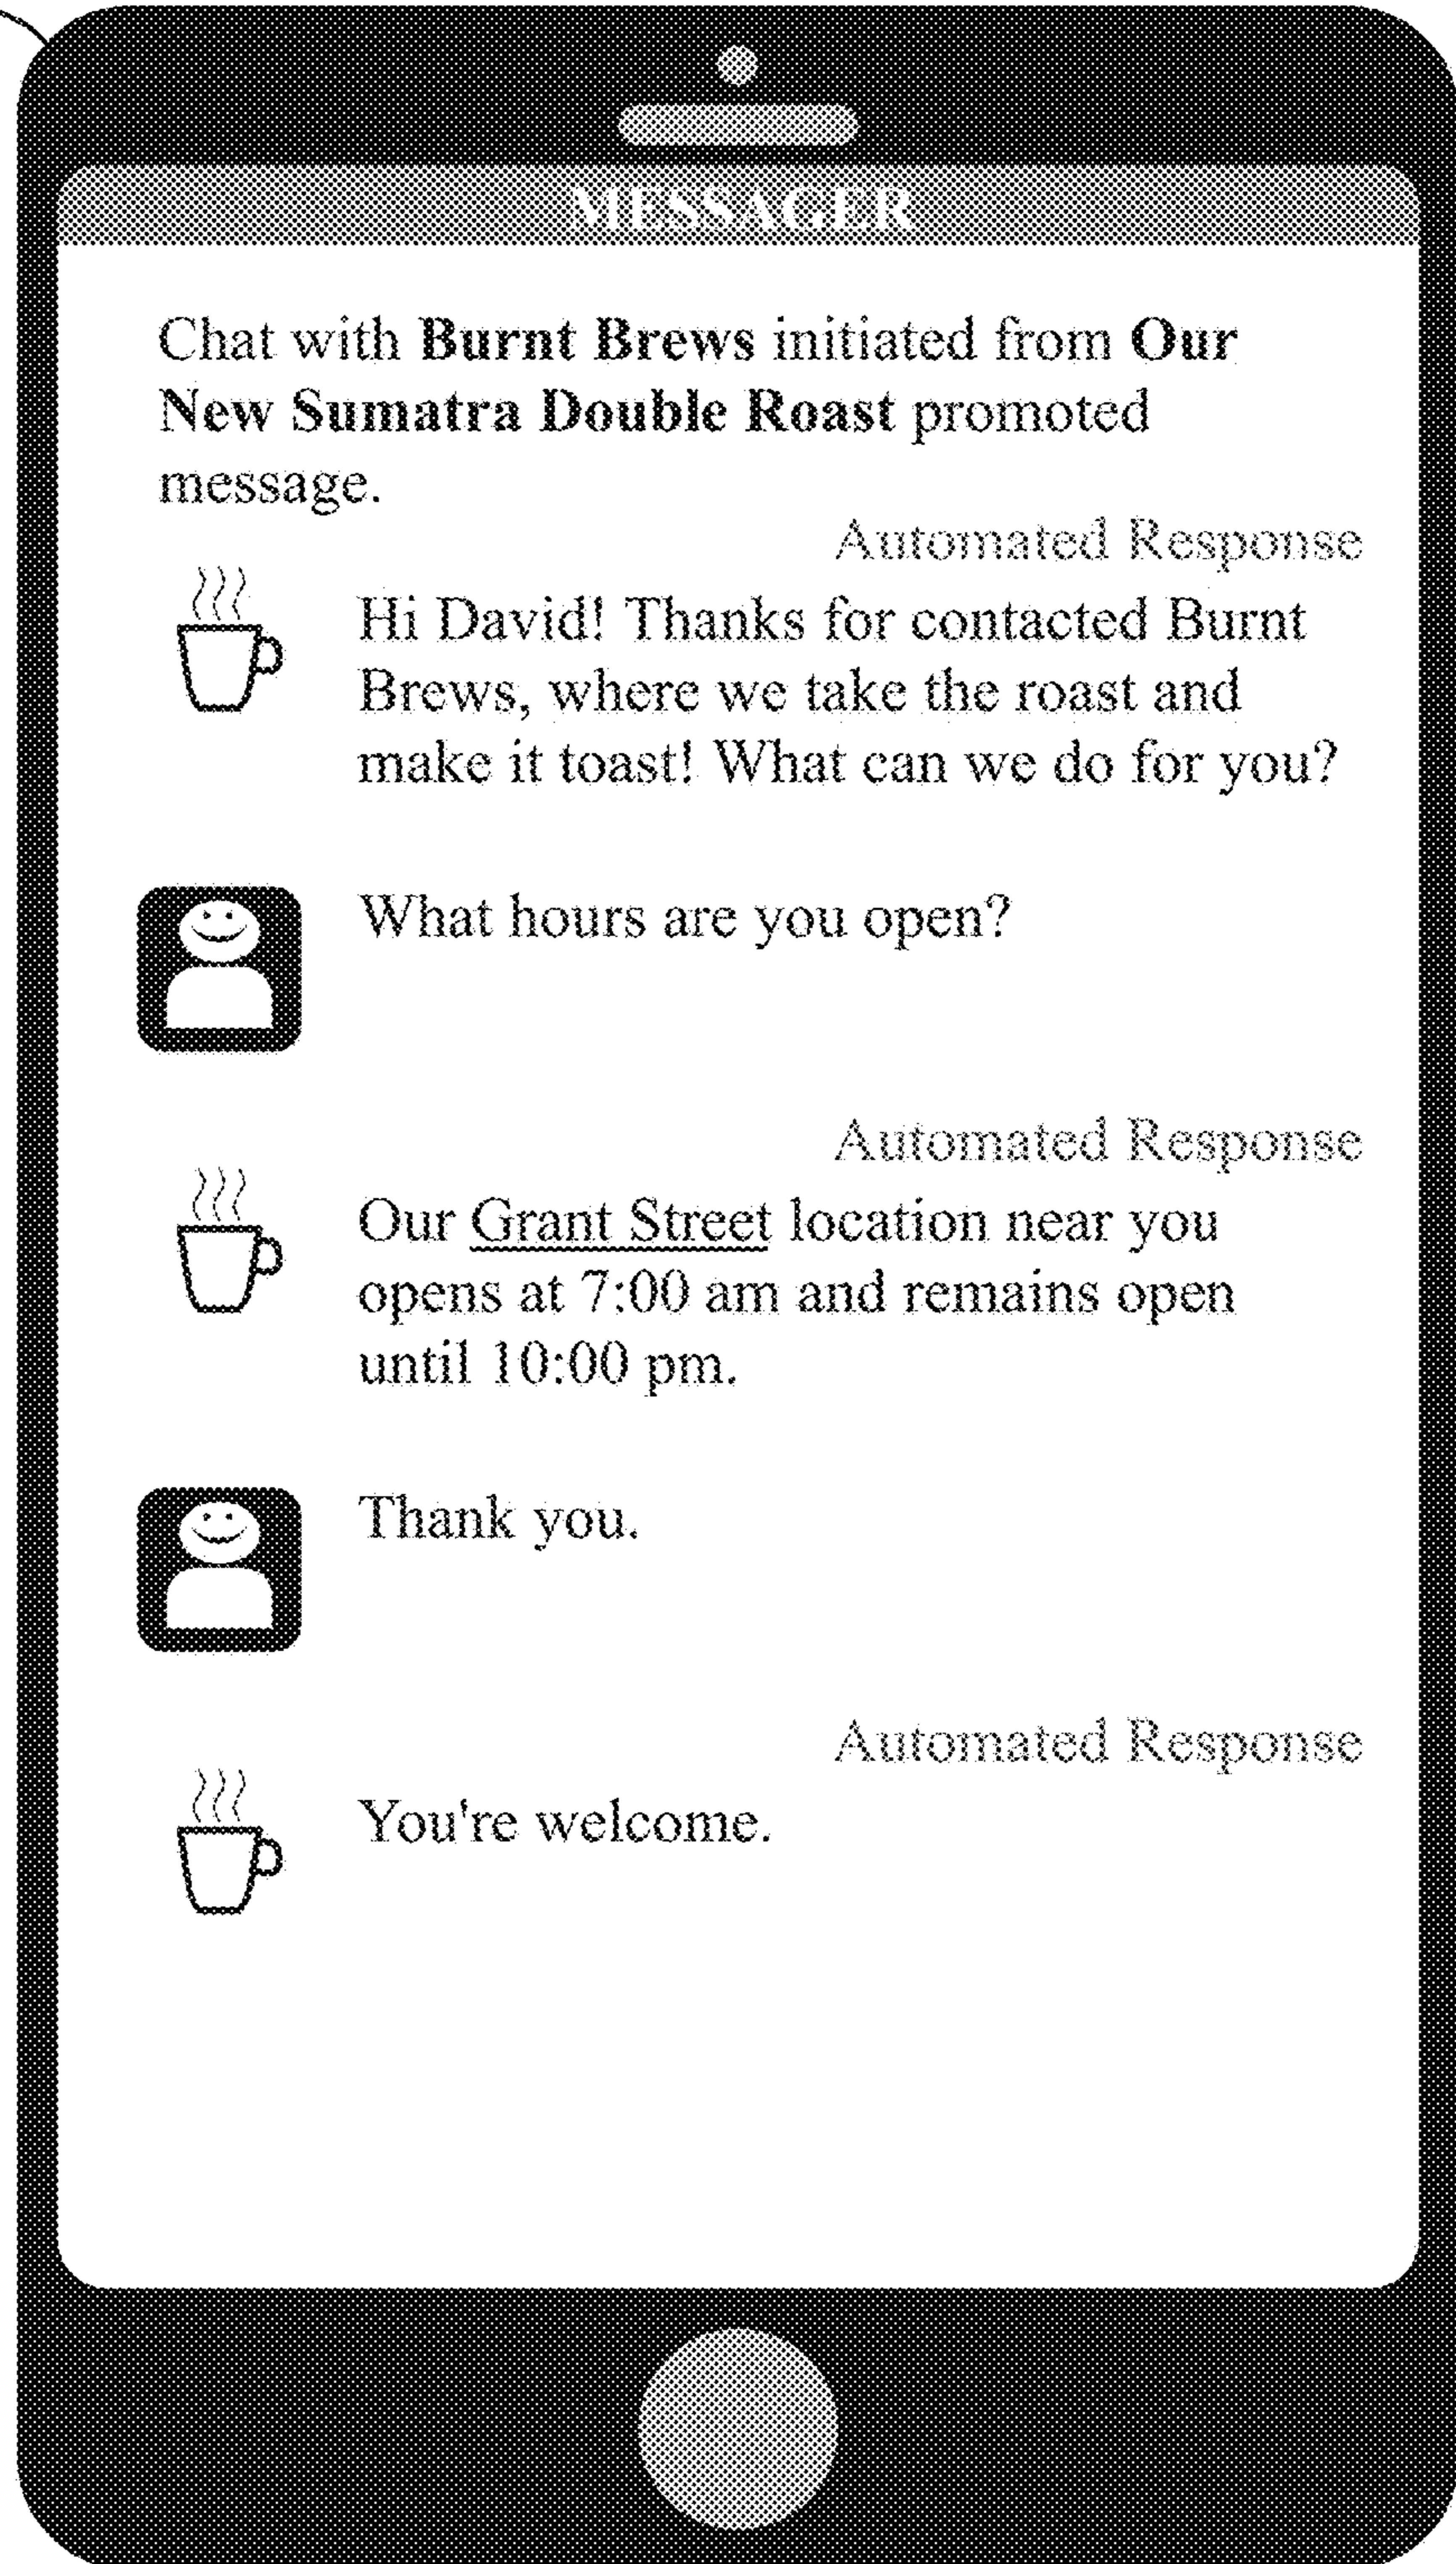 MESSAGER
Chat with Burnt Brews initiated from Our
New Sumatra Double Roast promoted
message.
Automated Response
Hi David! Thanks for contacted Burnt
Brews, where we take the roast and
make it toast! What can we do for you?
What hours are you open?
Automated Response
Our Grant Street location near you
opens at 7:00 am and remains open
until 10:00 pm.
Thank you.
Automated Response
You're welcome.